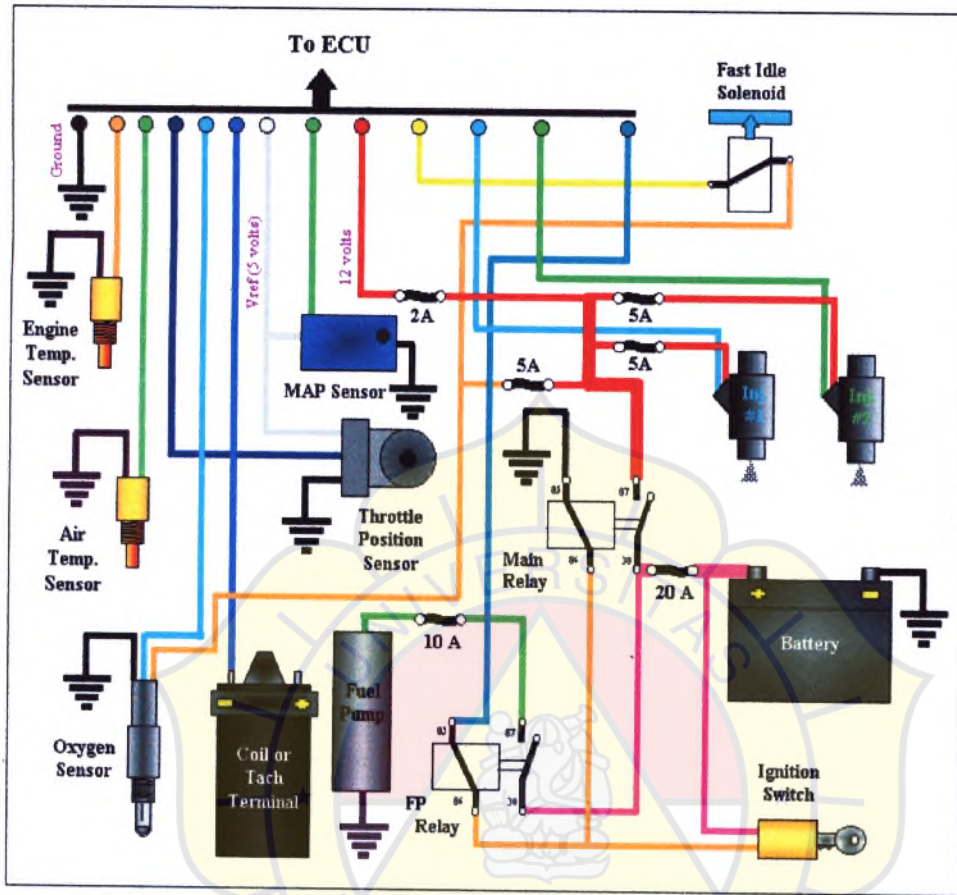 To ECU
Fast Idle
Solenoid
Ground
Vref (5 volts)
12 volts
2A
5A
5A
5A
Engine
Temp.
Sensor
MAP Sensor
Inj.
#1
Inj.
#2
Air
Temp.
Sensor
Throttle
Position
Sensor
85
87
Main
Relay
86
30
20 A
Battery
10 A
Fuel
Pump
Oxygen
Sensor
Coil or
Tach
Terminal
85
87
FP
Relay
86
30
Ignition
Switch
UNIVERSITAS